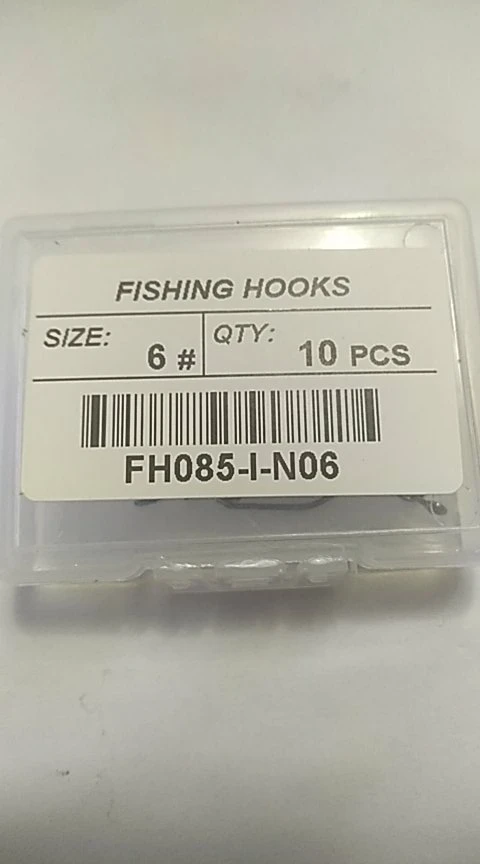 FISHING HOOKS
SIZE: 6 # QTY: 10 PCS
FH085-I-N06